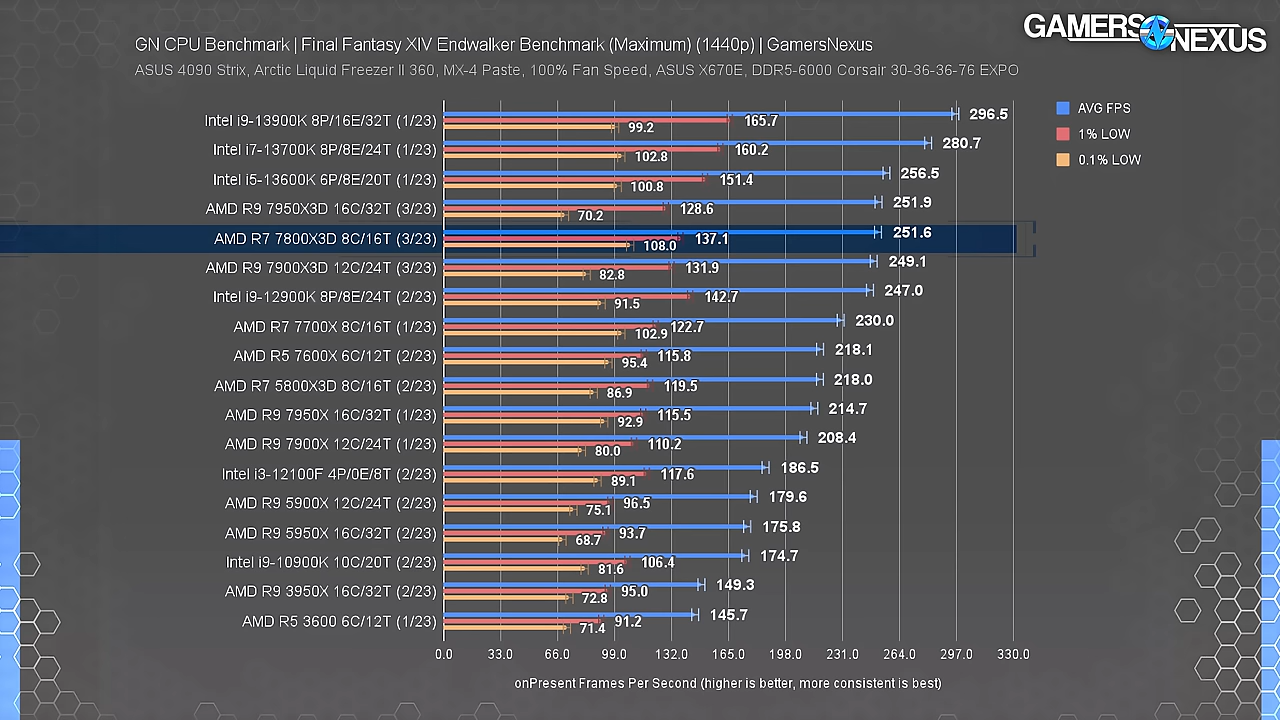 GAMERS NEXUS
GN CPU Benchmark | Final Fantasy XIV Endwalker Benchmark (Maximum) (1440p) | GamersNexus
ASUS 4090 Strix, Arctic Liquid Freezer II 360, MX-4 Paste, 100% Fan Speed, ASUS X670E, DDR5-6000 Corsair 30-36-36-76 EXPO
AVG FPS
1% LOW
0.1% LOW
Intel i9-13900K 8P/16E/32T (1/23) 296.5 165.7 99.2
Intel i7-13700K 8P/8E/24T (1/23) 280.7 160.2 102.8
Intel i5-13600K 6P/8E/20T (1/23) 256.5 151.4 100.8
AMD R9 7950X3D 16C/32T (3/23) 251.9 128.6 70.2
AMD R7 7800X3D 8C/16T (3/23) 251.6 137.1 108.0
AMD R9 7900X3D 12C/24T (3/23) 249.1 131.9 82.8
Intel i9-12900K 8P/8E/24T (2/23) 247.0 142.7 91.5
AMD R7 7700X 8C/16T (1/23) 230.0 122.7 102.9
AMD R5 7600X 6C/12T (2/23) 218.1 115.8 95.4
AMD R7 5800X3D 8C/16T (2/23) 218.0 119.5 86.9
AMD R9 7950X 16C/32T (1/23) 214.7 115.5 92.9
AMD R9 7900X 12C/24T (1/23) 208.4 110.2 80.0
Intel i3-12100F 4P/0E/8T (2/23) 186.5 117.6 89.1
AMD R9 5900X 12C/24T (2/23) 179.6 96.5 75.1
AMD R9 5950X 16C/32T (2/23) 175.8 93.7 68.7
Intel i9-10900K 10C/20T (2/23) 174.7 106.4 81.6
AMD R9 3950X 16C/32T (2/23) 149.3 95.0 72.8
AMD R5 3600 6C/12T (1/23) 145.7 91.2 71.4
0.0 33.0 66.0 99.0 132.0 165.0 198.0 231.0 264.0 297.0 330.0
onPresent Frames Per Second (higher is better, more consistent is best)